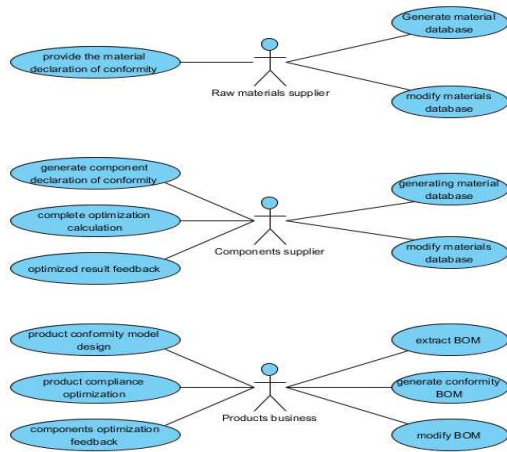 Generate material
database
provide the material
declaration of conformity
Raw materials supplier
modify materials
database
generate component
declaration of conformity
generating material
database
complete optimization
calculation
Components supplier
modify materials
database
optimized result feedback
product conformity model
design
extract BOM
product compliance
optimization
generate conformity
BOM
Products business
components optimization
feedback
modify BOM